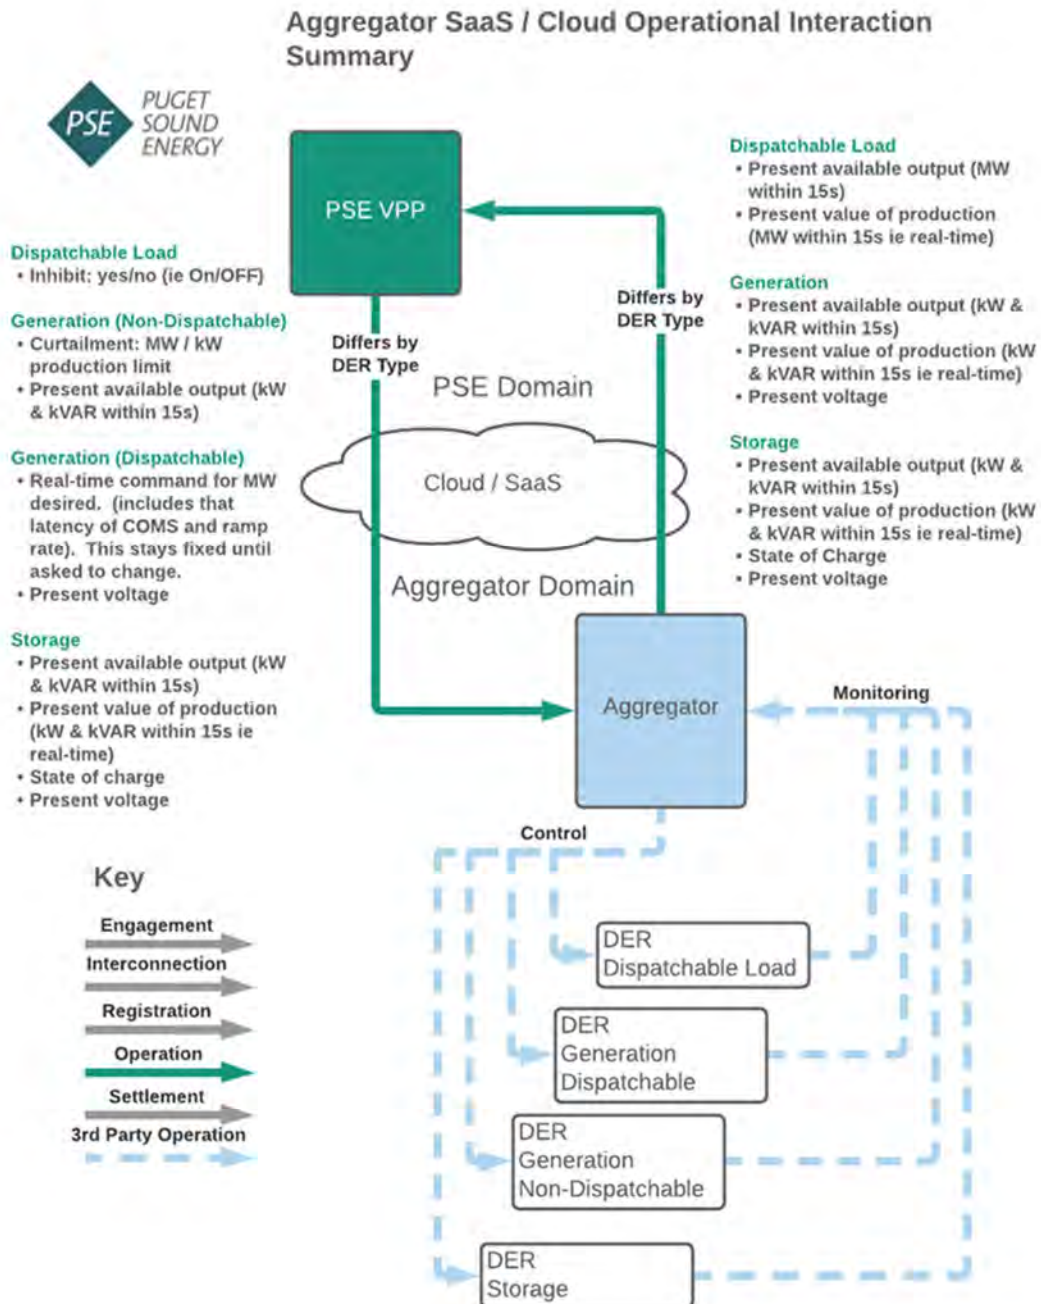 Aggregator SaaS / Cloud Operational Interaction
Summary
PSE
PUGET
SOUND
ENERGY
Dispatchable Load
• Inhibit: yes/no (ie On/OFF)
Generation (Non-Dispatchable)
• Curtailment: MW / kW
production limit
• Present available output (kW
& kVAR within 15s)
Generation (Dispatchable)
• Real-time command for MW
desired. (includes that
latency of COMS and ramp
rate). This stays fixed until
asked to change.
• Present voltage
Storage
• Present available output (kW
& kVAR within 15s)
• Present value of production
(kW & kVAR within 15s ie
real-time)
• State of charge
• Present voltage
PSE VPP
Differs by
DER Type
Differs by
DER Type
PSE Domain
Cloud / SaaS
Aggregator Domain
Aggregator
Dispatchable Load
• Present available output (MW
within 15s)
• Present value of production
(MW within 15s ie real-time)
Generation
• Present available output (kW &
kVAR within 15s)
• Present value of production (kW
& kVAR within 15s ie real-time)
• Present voltage
Storage
• Present available output (kW &
kVAR within 15s)
• Present value of production (kW
& kVAR within 15s ie real-time)
• State of Charge
• Present voltage
Monitoring
Control
DER
Dispatchable Load
DER
Generation
Dispatchable
DER
Generation
Non-Dispatchable
DER
Storage
Key
Engagement
Interconnection
Registration
Operation
Settlement
3rd Party Operation